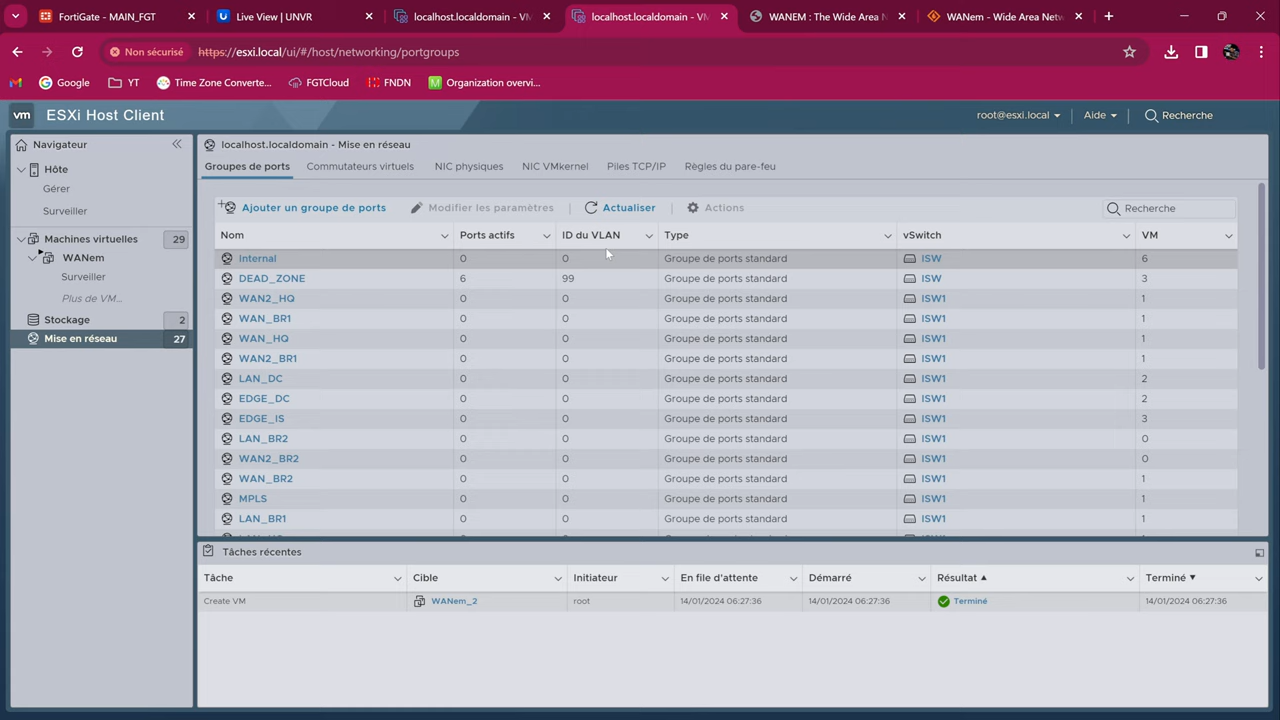 FortiGate - MAIN_FGT
Live View | UNVR
localhost.localdomain - VM
localhost.localdomain - VM
WANEM : The Wide Area N
WANem - Wide Area Netw
Non sécurisé
https://esxi.local/ui/#/host/networking/portgroups
Google
YT
Time Zone Converte...
FGTCloud
FNDN
Organization overvi...
vm
ESXi Host Client
root@esxi.local
Aide
Recherche
Navigateur
localhost.localdomain - Mise en réseau
Hôte
Gérer
Surveiller
Machines virtuelles 29
WANem
Surveiller
Plus de VM...
Stockage 2
Mise en réseau 27
Groupes de ports Commutateurs virtuels NIC physiques NIC VMkernel Piles TCP/IP Règles du pare-feu
Ajouter un groupe de ports Modifier les paramètres Actualiser Actions Recherche
Nom Ports actifs ID du VLAN Type vSwitch VM
Internal 0 0 Groupe de ports standard ISW 6
DEAD_ZONE 6 99 Groupe de ports standard ISW 3
WAN2_HQ 0 0 Groupe de ports standard ISW1 1
WAN_BR1 0 0 Groupe de ports standard ISW1 1
WAN_HQ 0 0 Groupe de ports standard ISW1 1
WAN2_BR1 0 0 Groupe de ports standard ISW1 1
LAN_DC 0 0 Groupe de ports standard ISW1 2
EDGE_DC 0 0 Groupe de ports standard ISW1 2
EDGE_IS 0 0 Groupe de ports standard ISW1 3
LAN_BR2 0 0 Groupe de ports standard ISW1 0
WAN2_BR2 0 0 Groupe de ports standard ISW1 0
WAN_BR2 0 0 Groupe de ports standard ISW1 1
MPLS 0 0 Groupe de ports standard ISW1 1
LAN_BR1 0 0 Groupe de ports standard ISW1 1
Tâches récentes
Tâche Cible Initiateur En file d'attente Démarré Résultat Terminé
Create VM WANem_2 root 14/01/2024 06:27:36 14/01/2024 06:27:36 Terminé 14/01/2024 06:27:36